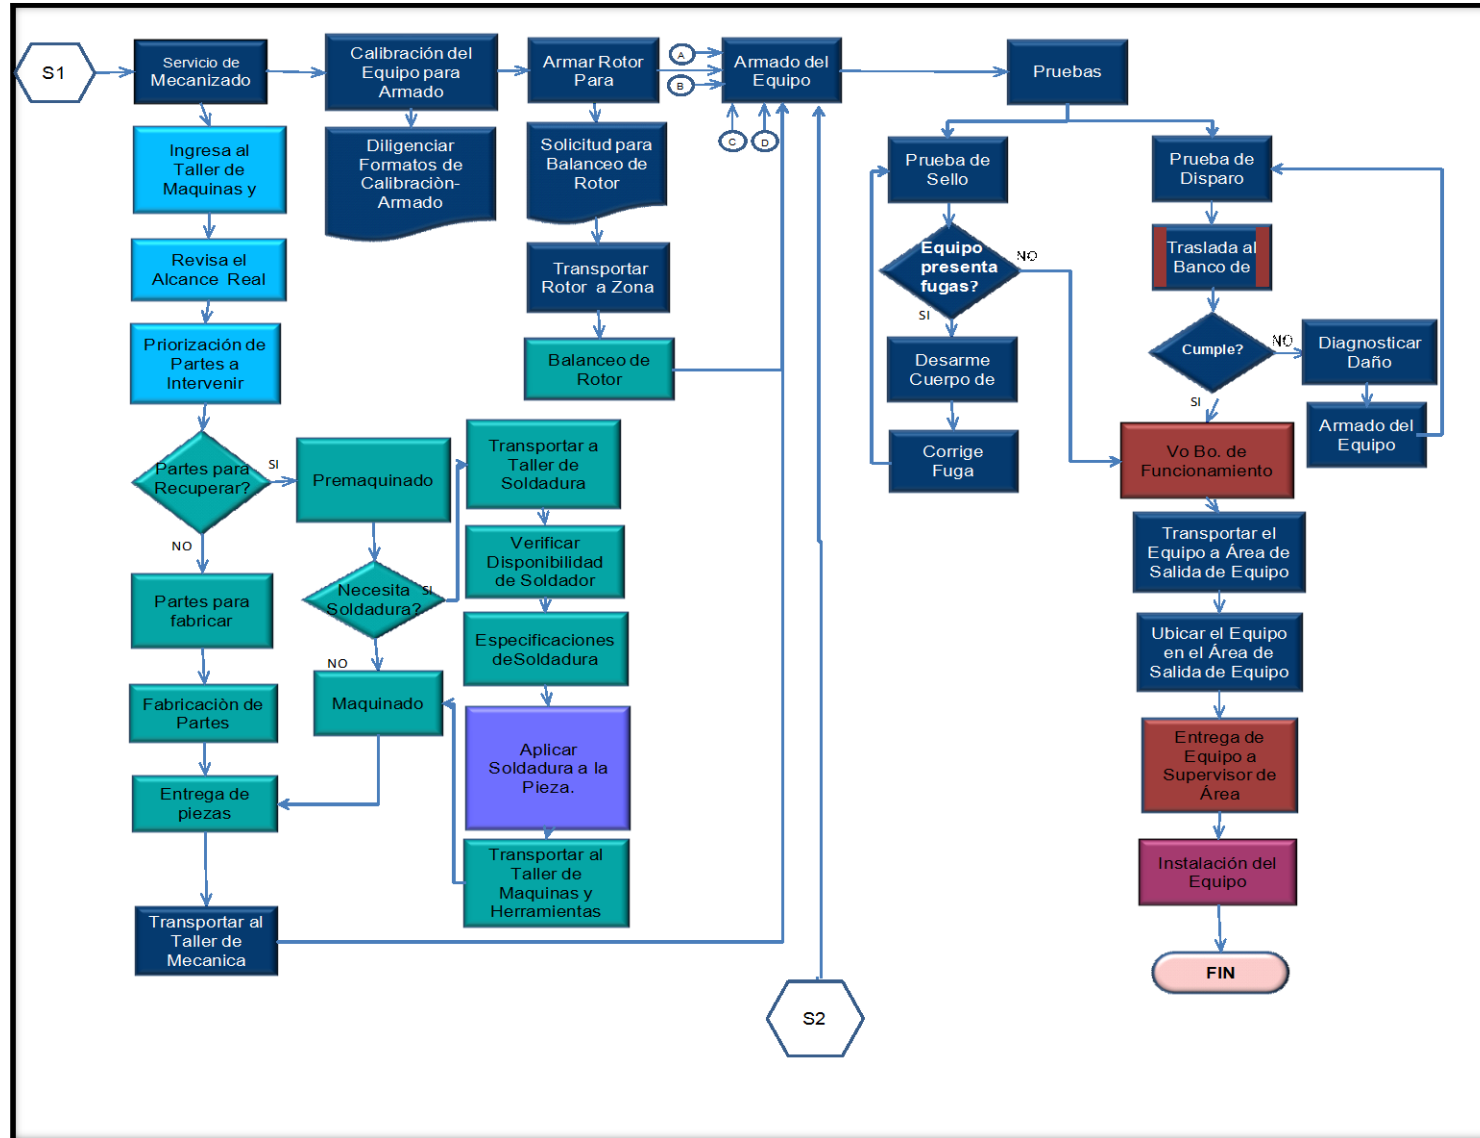 S1
Servicio de
Mecanizado
Calibración del
Equipo para
Armado
Armar Rotor
Para
A
B
Armado del
Equipo
C
D
Pruebas
Ingresa al
Taller de
Maquinas y
Diligenciar
Formatos de
Calibraciòn-
Armado
Solicitud para
Balanceo de
Rotor
Prueba de
Sello
Prueba de
Disparo
Revisa el
Alcance Real
Transportar
Rotor a Zona
Equipo
presenta
fugas?
NO
SI
Traslada al
Banco de
Priorización de
Partes a
Intervenir
Balanceo de
Rotor
Desarme
Cuerpo de
Cumple?
NO
SI
Diagnosticar
Daño
Armado del
Equipo
Corrige
Fuga
Vo Bo. de
Funcionamiento
Partes para
Recuperar?
SI
NO
Premaquinado
Transportar a
Taller de
Soldadura
Verificar
Disponibilidad
de Soldador
Necesita
Soldadura?
SI
NO
Partes para
fabricar
Especificaciones
deSoldadura
Transportar el
Equipo a Área de
Salida de Equipo
Ubicar el Equipo
en el Área de
Salida de Equipo
Fabricaciòn de
Partes
Maquinado
Aplicar
Soldadura a la
Pieza.
Entrega de
piezas
Entrega de
Equipo a
Supervisor de
Área
Transportar al
Taller de
Maquinas y
Herramientas
Instalación del
Equipo
Transportar al
Taller de
Mecanica
FIN
S2